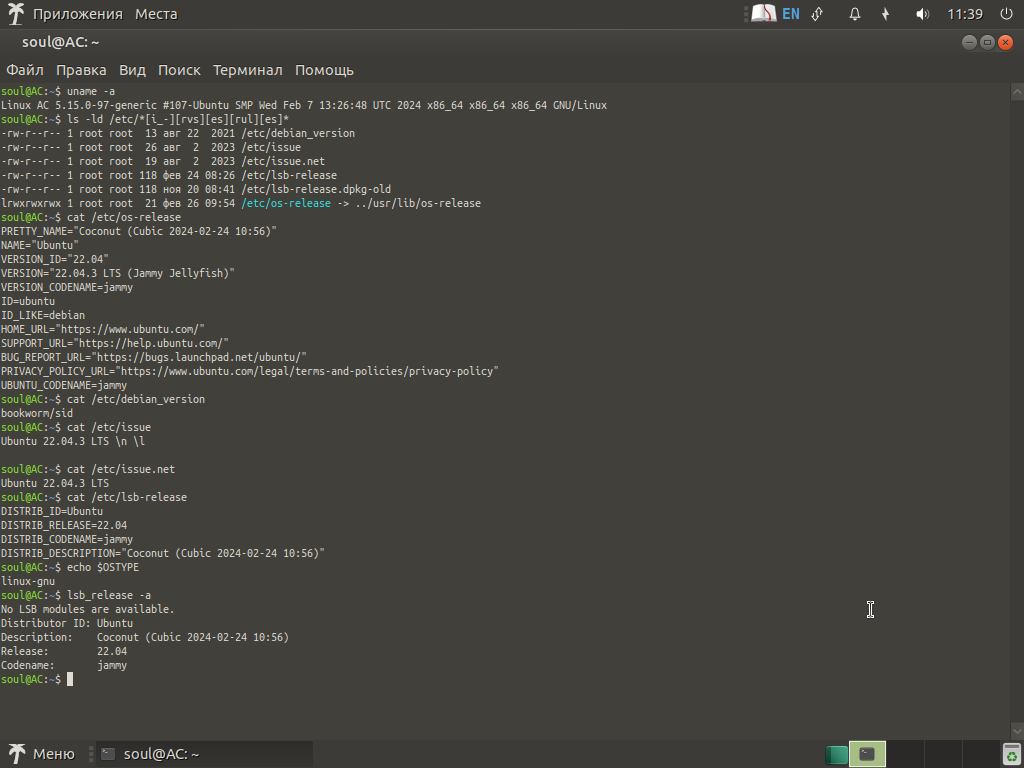 Приложения Места EN 11:39
soul@AC: ~
Файл Правка Вид Поиск Терминал Помощь
soul@AC:~$ uname -a
Linux AC 5.15.0-97-generic #107-Ubuntu SMP Wed Feb 7 13:26:48 UTC 2024 x86_64 x86_64 x86_64 GNU/Linux
soul@AC:~$ ls -ld /etc/*[i_-][rvs][es][rul][es]*
-rw-r--r-- 1 root root  13 авг 22  2021 /etc/debian_version
-rw-r--r-- 1 root root  26 авг  2  2023 /etc/issue
-rw-r--r-- 1 root root  19 авг  2  2023 /etc/issue.net
-rw-r--r-- 1 root root 118 фев 24 08:26 /etc/lsb-release
-rw-r--r-- 1 root root 118 ноя 20 08:41 /etc/lsb-release.dpkg-old
lrwxrwxrwx 1 root root  21 фев 26 09:54 /etc/os-release -> ../usr/lib/os-release
soul@AC:~$ cat /etc/os-release
PRETTY_NAME="Coconut (Cubic 2024-02-24 10:56)"
NAME="Ubuntu"
VERSION_ID="22.04"
VERSION="22.04.3 LTS (Jammy Jellyfish)"
VERSION_CODENAME=jammy
ID=ubuntu
ID_LIKE=debian
HOME_URL="https://www.ubuntu.com/"
SUPPORT_URL="https://help.ubuntu.com/"
BUG_REPORT_URL="https://bugs.launchpad.net/ubuntu/"
PRIVACY_POLICY_URL="https://www.ubuntu.com/legal/terms-and-policies/privacy-policy"
UBUNTU_CODENAME=jammy
soul@AC:~$ cat /etc/debian_version
bookworm/sid
soul@AC:~$ cat /etc/issue
Ubuntu 22.04.3 LTS \n \l
soul@AC:~$ cat /etc/issue.net
Ubuntu 22.04.3 LTS
soul@AC:~$ cat /etc/lsb-release
DISTRIB_ID=Ubuntu
DISTRIB_RELEASE=22.04
DISTRIB_CODENAME=jammy
DISTRIB_DESCRIPTION="Coconut (Cubic 2024-02-24 10:56)"
soul@AC:~$ echo $OSTYPE
linux-gnu
soul@AC:~$ lsb_release -a
No LSB modules are available.
Distributor ID: Ubuntu
Description:    Coconut (Cubic 2024-02-24 10:56)
Release:        22.04
Codename:       jammy
soul@AC:~$
Меню soul@AC: ~